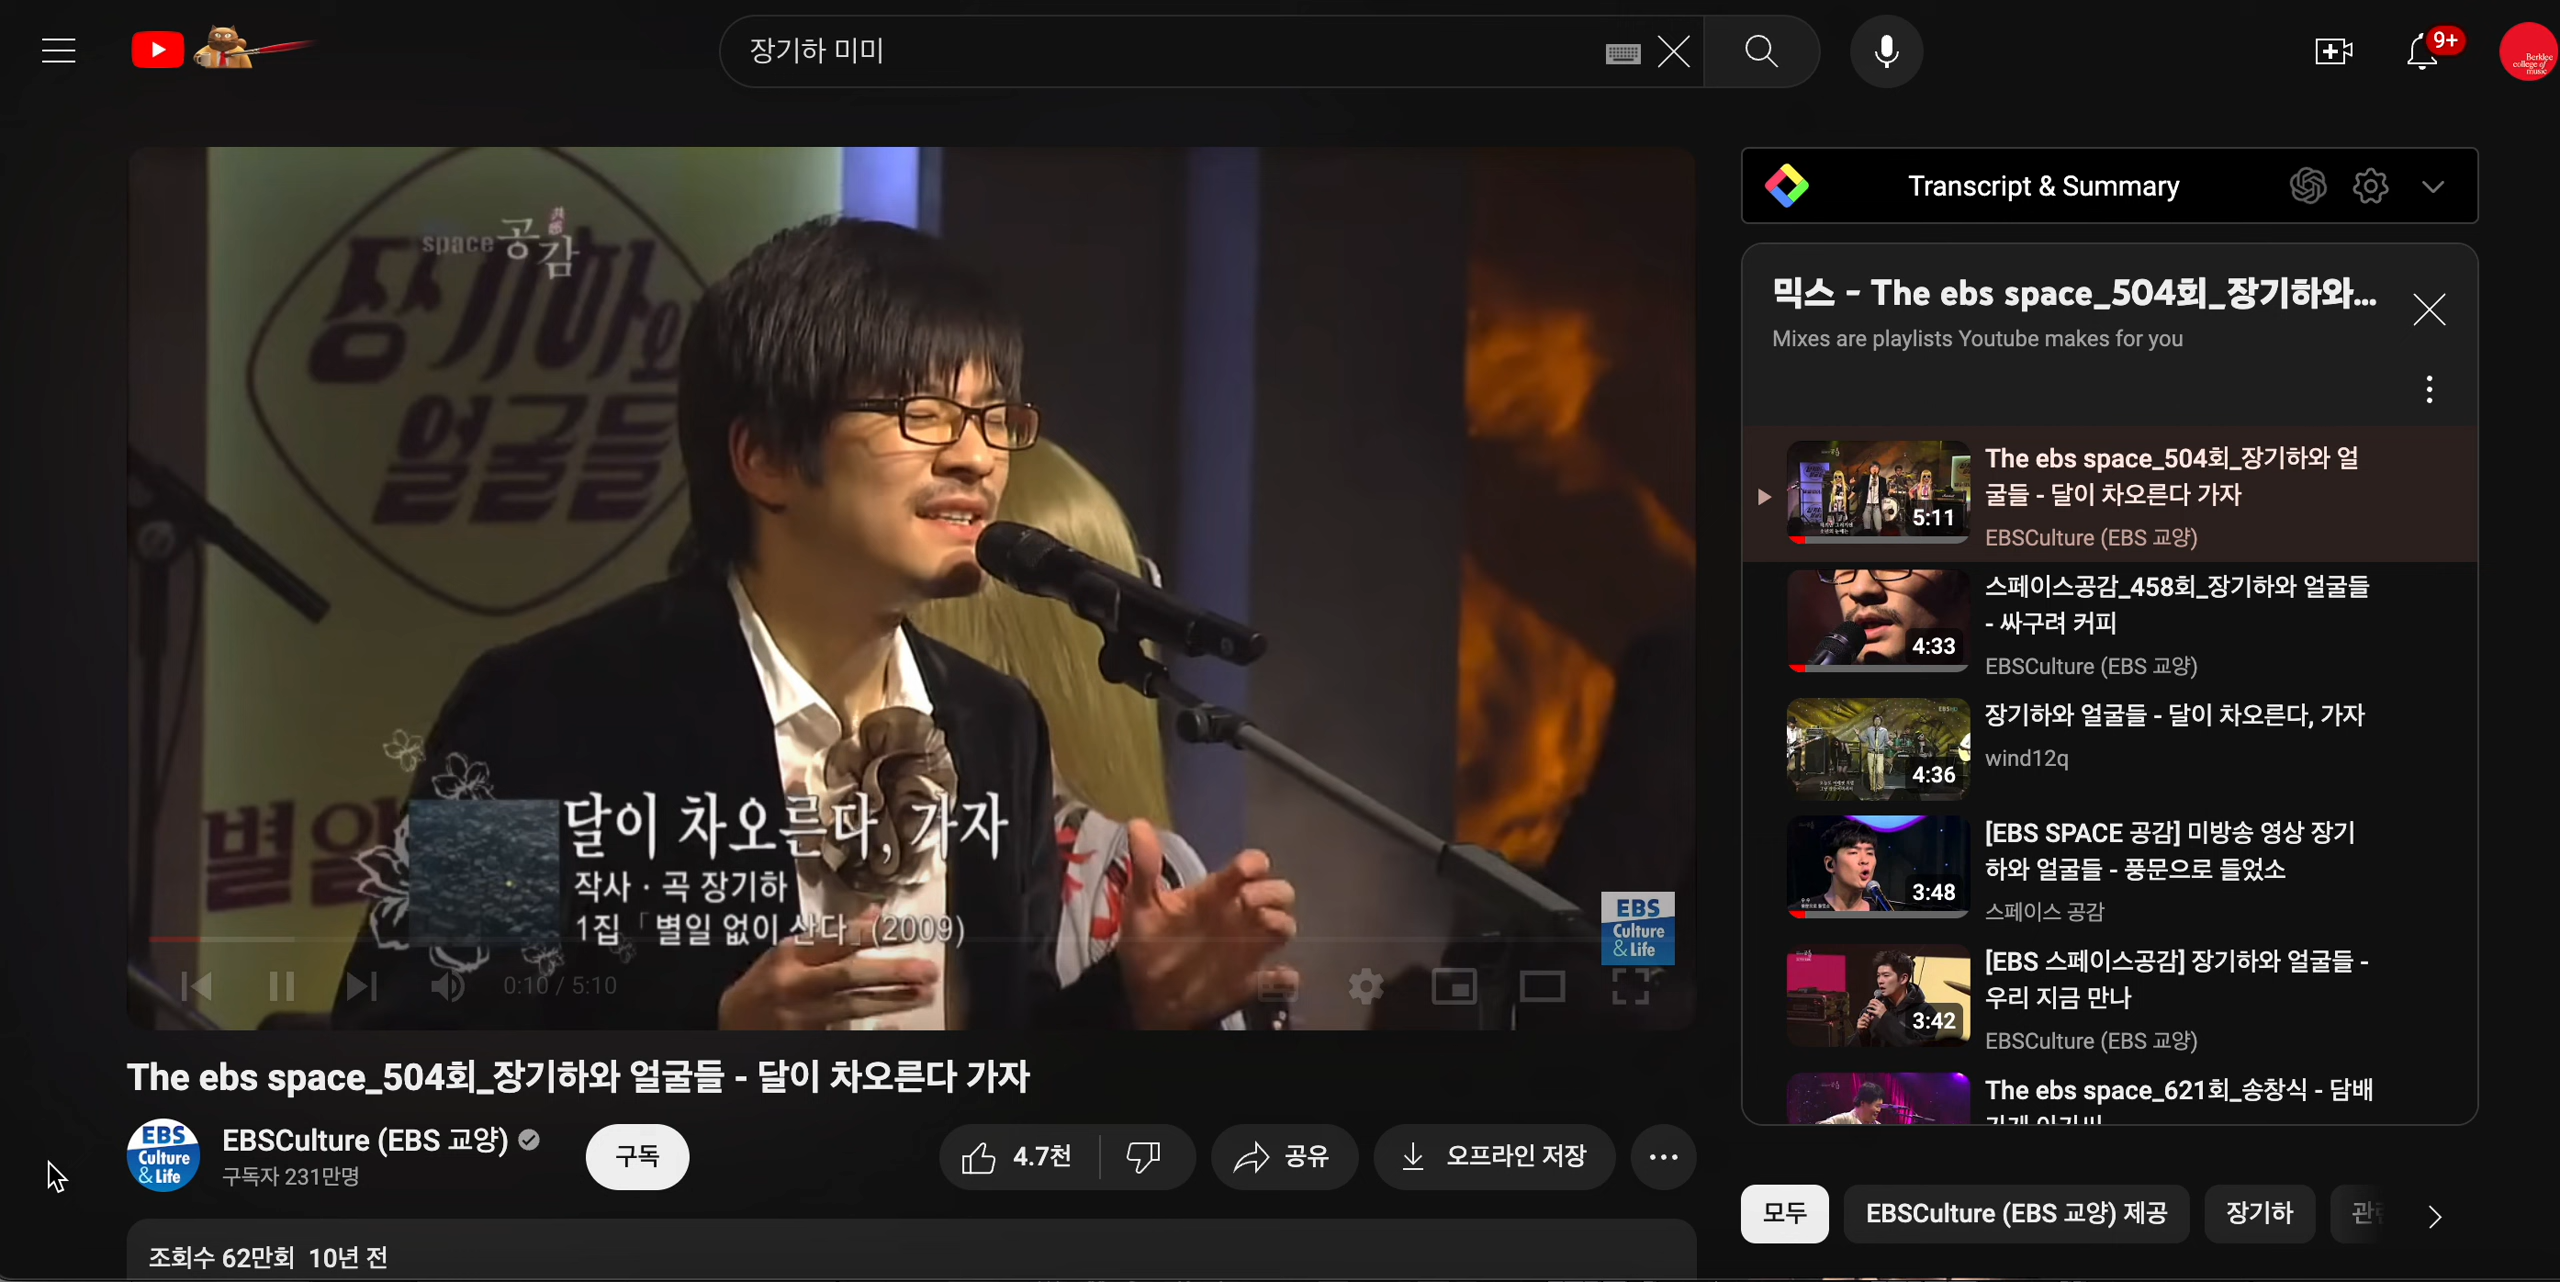 장기하 미미
9+
Berklee
college of
music
space 공감
共感
장기하와
얼굴들
별일
달이 차오른다, 가자
작사 · 곡 장기하
1집「별일 없이 산다」(2009)
EBS
Culture
& Life
0:10 / 5:10
The ebs space_504회_장기하와 얼굴들 - 달이 차오른다 가자
EBS
Culture
& Life
EBSCulture (EBS 교양)
구독자 231만명
구독
4.7천
공유
오프라인 저장
조회수 62만회 10년 전
Transcript & Summary
믹스 - The ebs space_504회_장기하와...
Mixes are playlists Youtube makes for you
5:11
The ebs space_504회_장기하와 얼
굴들 - 달이 차오른다 가자
EBSCulture (EBS 교양)
4:33
스페이스공감_458회_장기하와 얼굴들
- 싸구려 커피
EBSCulture (EBS 교양)
4:36
장기하와 얼굴들 - 달이 차오른다, 가자
wind12q
3:48
[EBS SPACE 공감] 미방송 영상 장기
하와 얼굴들 - 풍문으로 들었소
스페이스 공감
3:42
[EBS 스페이스공감] 장기하와 얼굴들 -
우리 지금 만나
EBSCulture (EBS 교양)
The ebs space_621회_송창식 - 담배
모두
EBSCulture (EBS 교양) 제공
장기하